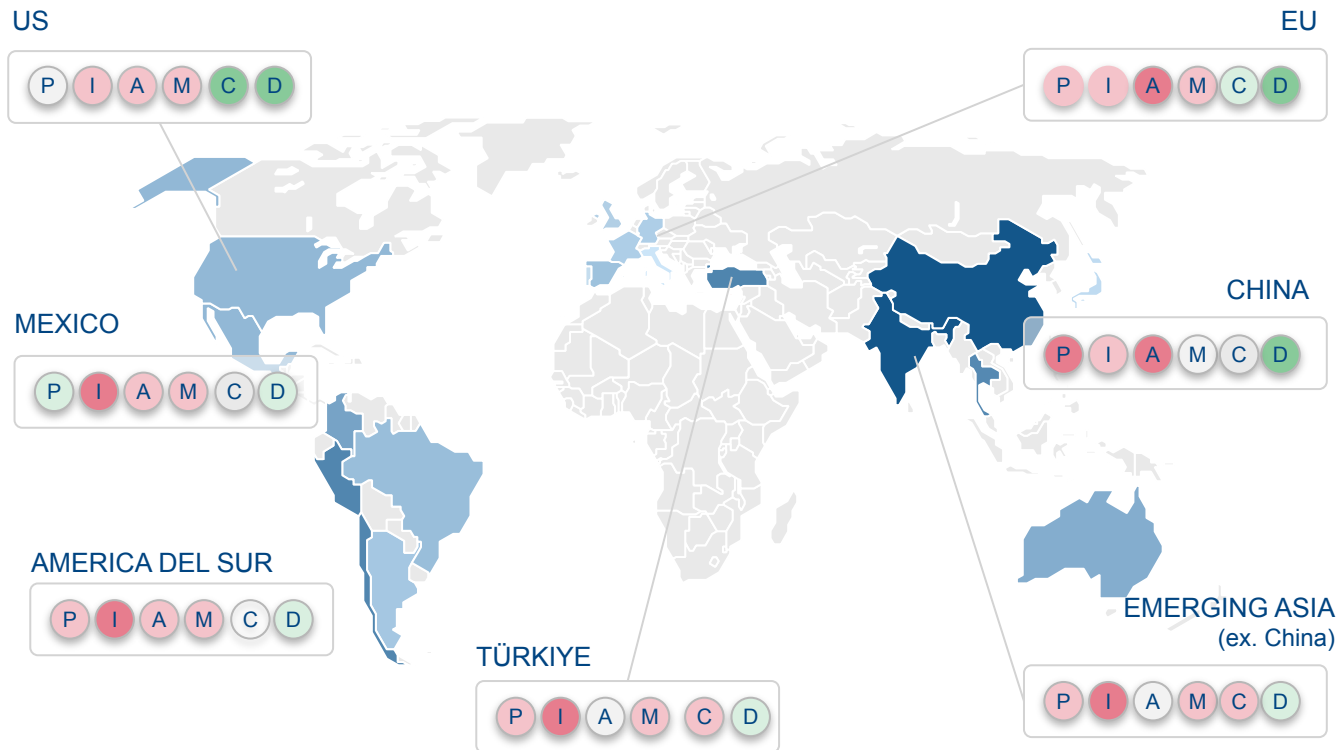 US
P I A M C D
EU
P I A M C D
MEXICO
P I A M C D
CHINA
P I A M C D
AMERICA DEL SUR
P I A M C D
TÜRKIYE
P I A M C D
EMERGING ASIA
(ex. China)
P I A M C D